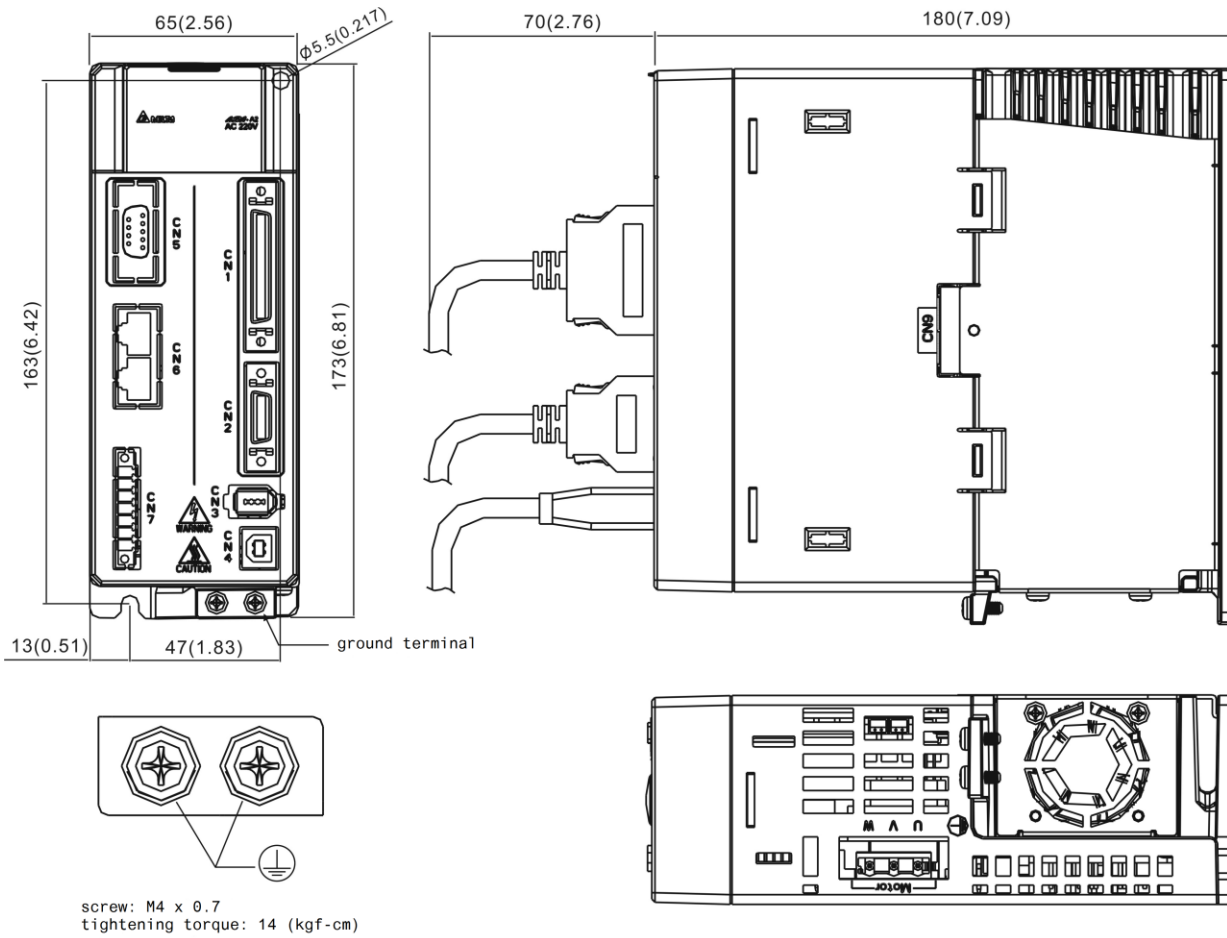 65(2.56)
Ø5.5(0.217)
70(2.76)
180(7.09)
AC 220V
163(6.42)
173(6.81)
CN5
CN1
CN6
CN2
CN7
CN3
CN4
WARNING
CAUTION
CN9
13(0.51)
47(1.83)
ground terminal
W V U
Motor
screw: M4 x 0.7
tightening torque: 14 (kgf-cm)